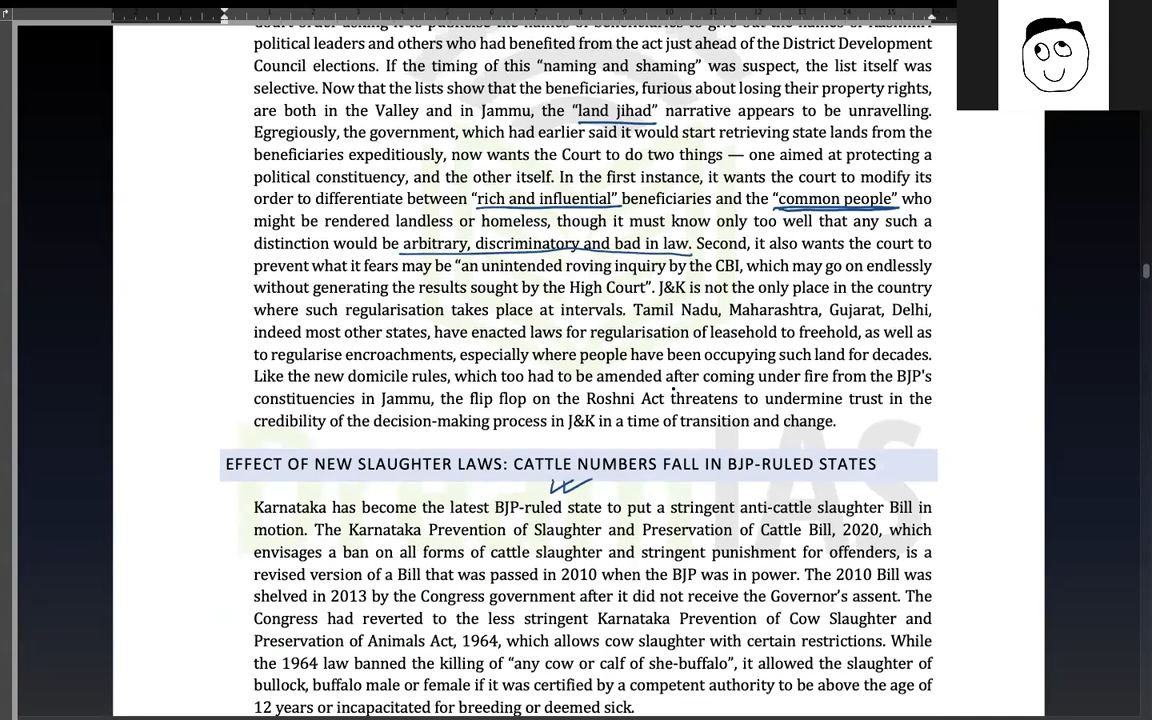 political leaders and others who had benefited from the act just ahead of the District Development
Council elections. If the timing of this “naming and shaming” was suspect, the list itself was
selective. Now that the lists show that the beneficiaries, furious about losing their property rights,
are both in the Valley and in Jammu, the “land jihad” narrative appears to be unravelling.
Egregiously, the government, which had earlier said it would start retrieving state lands from the
beneficiaries expeditiously, now wants the Court to do two things — one aimed at protecting a
political constituency, and the other itself. In the first instance, it wants the court to modify its
order to differentiate between “rich and influential” beneficiaries and the “common people” who
might be rendered landless or homeless, though it must know only too well that any such a
distinction would be arbitrary, discriminatory and bad in law. Second, it also wants the court to
prevent what it fears may be “an unintended roving inquiry by the CBI, which may go on endlessly
without generating the results sought by the High Court”. J&K is not the only place in the country
where such regularisation takes place at intervals. Tamil Nadu, Maharashtra, Gujarat, Delhi,
indeed most other states, have enacted laws for regularisation of leasehold to freehold, as well as
to regularise encroachments, especially where people have been occupying such land for decades.
Like the new domicile rules, which too had to be amended after coming under fire from the BJP's
constituencies in Jammu, the flip flop on the Roshni Act threatens to undermine trust in the
credibility of the decision-making process in J&K in a time of transition and change.
EFFECT OF NEW SLAUGHTER LAWS: CATTLE NUMBERS FALL IN BJP-RULED STATES
Karnataka has become the latest BJP-ruled state to put a stringent anti-cattle slaughter Bill in
motion. The Karnataka Prevention of Slaughter and Preservation of Cattle Bill, 2020, which
envisages a ban on all forms of cattle slaughter and stringent punishment for offenders, is a
revised version of a Bill that was passed in 2010 when the BJP was in power. The 2010 Bill was
shelved in 2013 by the Congress government after it did not receive the Governor’s assent. The
Congress had reverted to the less stringent Karnataka Prevention of Cow Slaughter and
Preservation of Animals Act, 1964, which allows cow slaughter with certain restrictions. While
the 1964 law banned the killing of “any cow or calf of she-buffalo”, it allowed the slaughter of
bullock, buffalo male or female if it was certified by a competent authority to be above the age of
12 years or incapacitated for breeding or deemed sick.